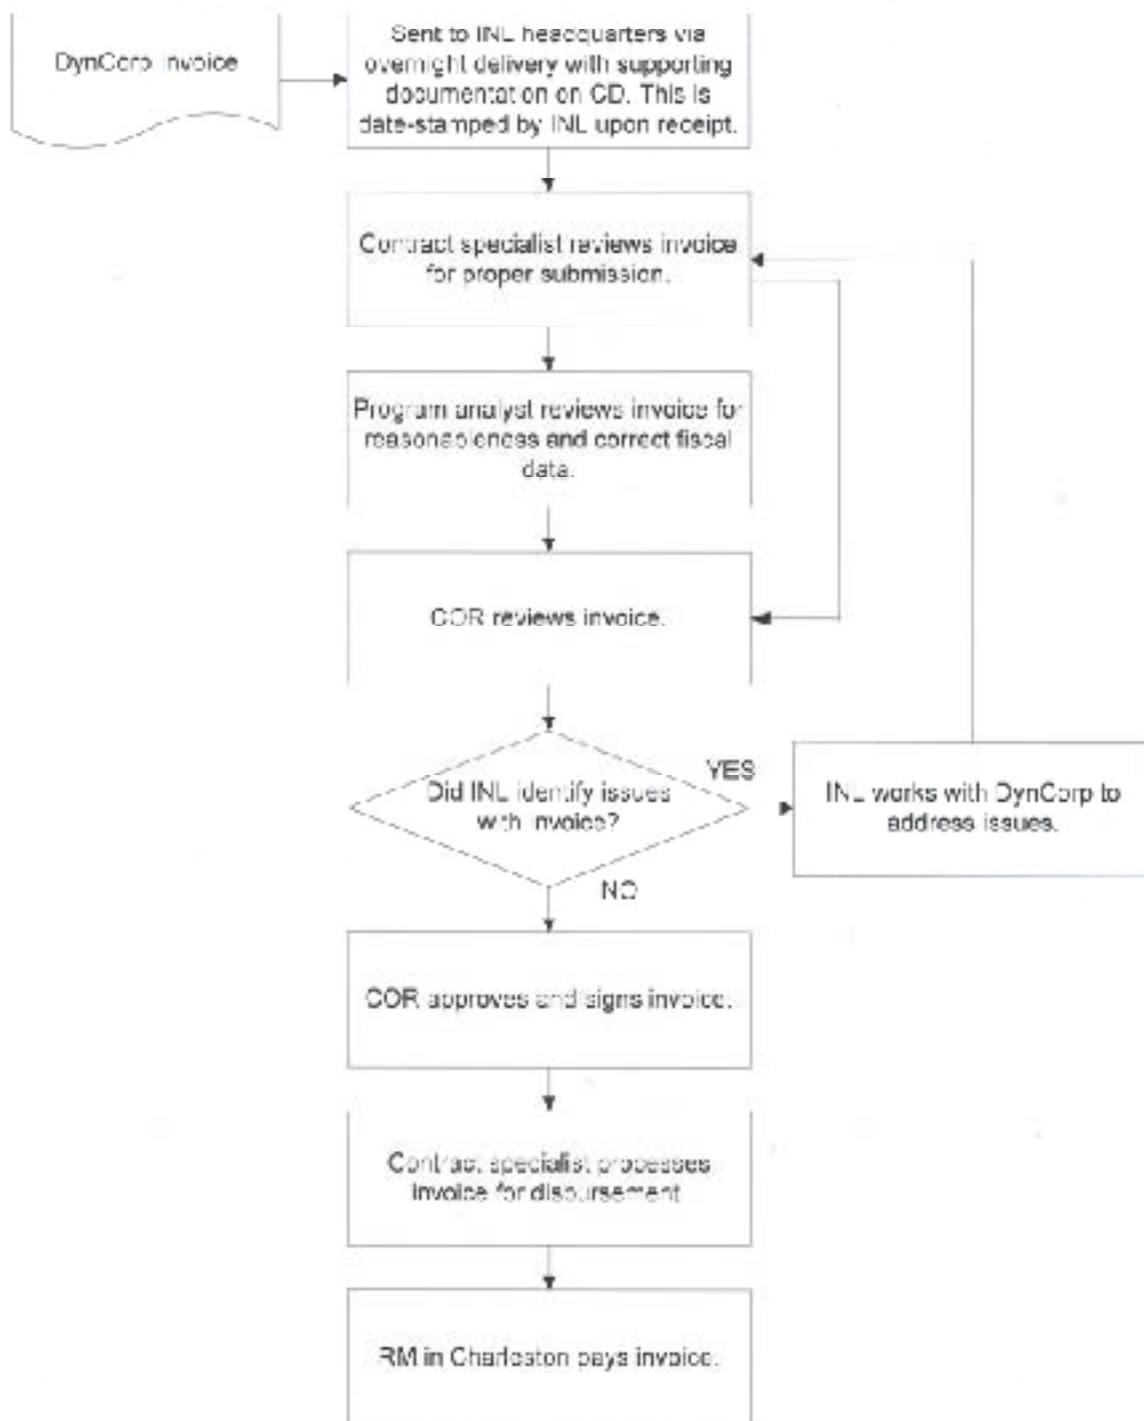 DynCorp Invoice
Sent to INL headquarters via
overnight delivery with supporting
documentation on CD. This is
date-stamped by INL upon receipt.
Contract specialist reviews invoice
for proper submission.
Program analyst reviews invoice for
reasonableness and correct fiscal
data.
COR reviews invoice.
Did INL identify issues
with invoice?
YES
INL works with DynCorp to
address issues.
NO
COR approves and signs invoice.
Contract specialist processes
invoice for disbursement
RM in Charleston pays invoice.